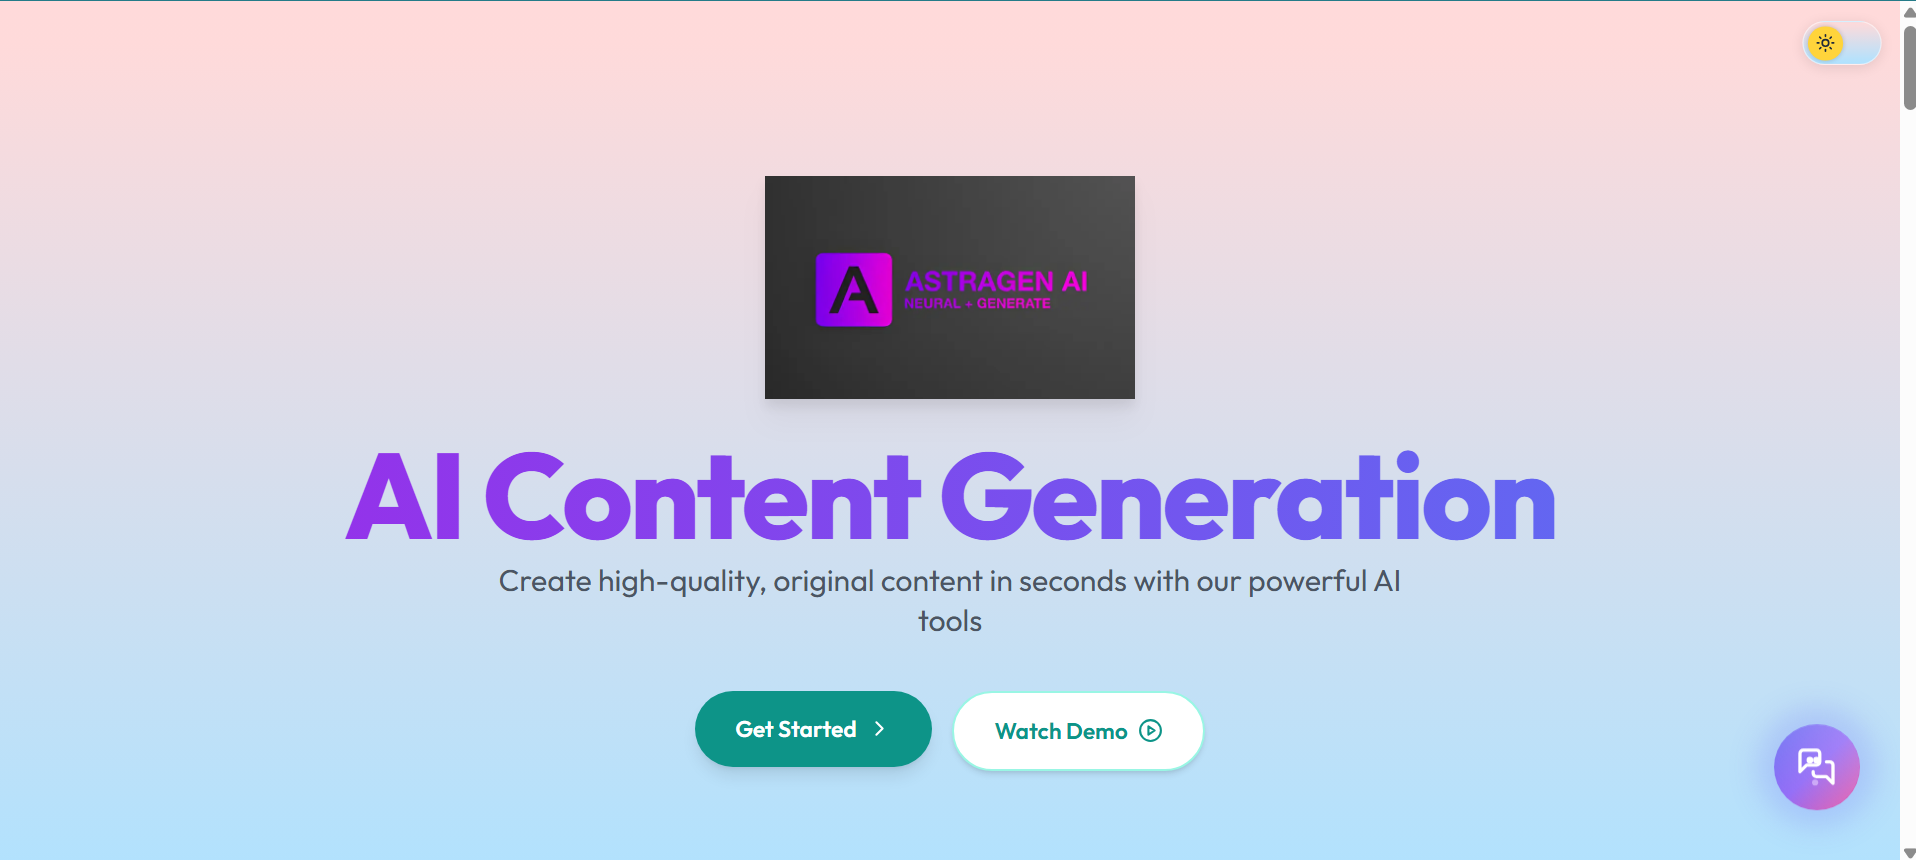 A ASTRAGEN AI
NEURAL + GENERATE
AI Content Generation
Create high-quality, original content in seconds with our powerful AI
tools
Get Started
Watch Demo